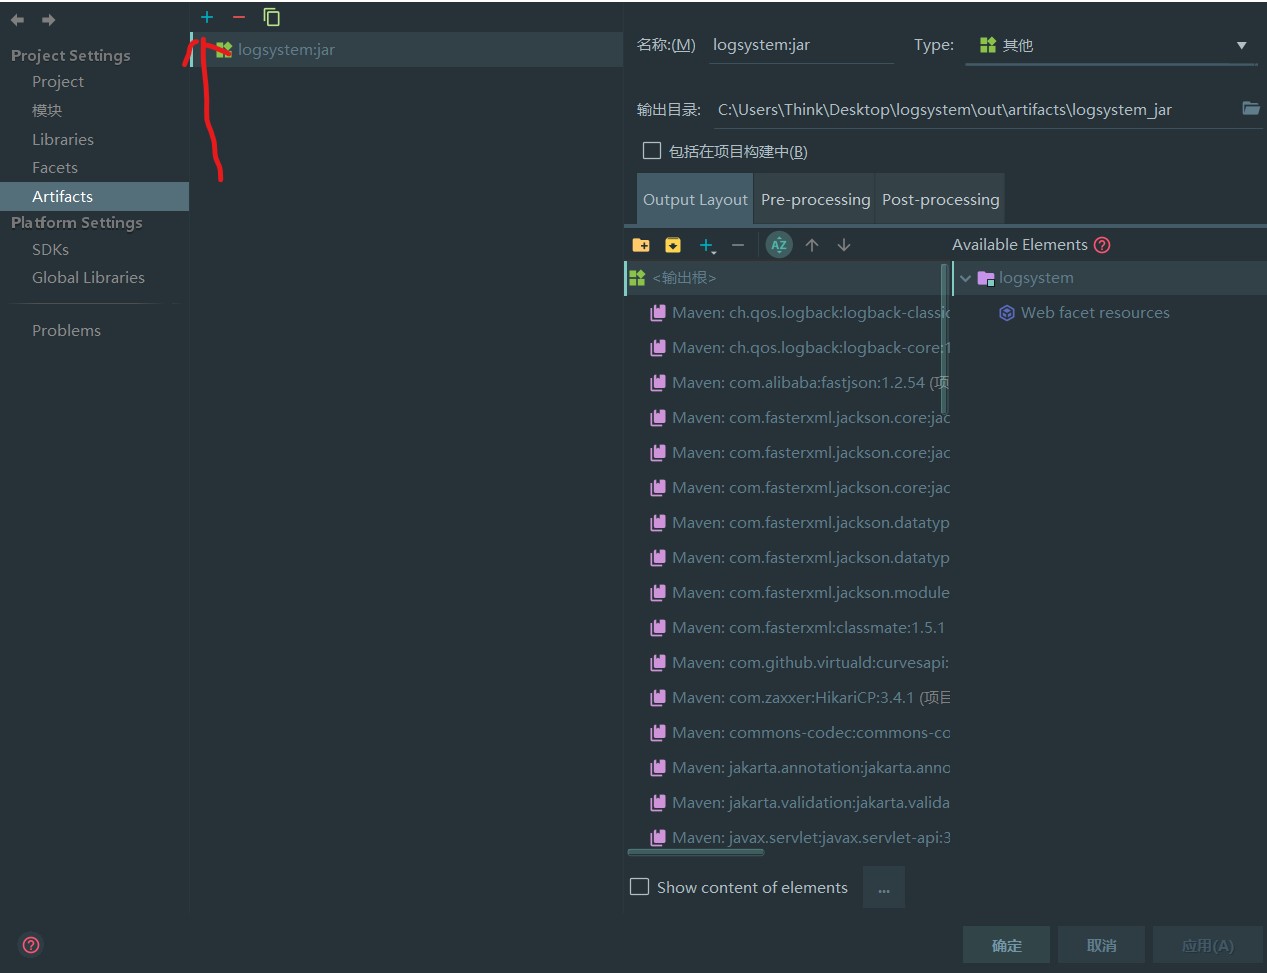 Project Settings
Project
模块
Libraries
Facets
Artifacts
Platform Settings
SDKs
Global Libraries
Problems
logsystem:jar
名称:(M) logsystem:jar Type: 其他
输出目录: C:\Users\Think\Desktop\logsystem\out\artifacts\logsystem_jar
包括在项目构建中(B)
Output Layout Pre-processing Post-processing
AZ Available Elements ?
<输出根>
Maven: ch.qos.logback:logback-classic
Maven: ch.qos.logback:logback-core:1
Maven: com.alibaba:fastjson:1.2.54 (项
Maven: com.fasterxml.jackson.core:jac
Maven: com.fasterxml.jackson.core:jac
Maven: com.fasterxml.jackson.core:jac
Maven: com.fasterxml.jackson.datatyp
Maven: com.fasterxml.jackson.datatyp
Maven: com.fasterxml.jackson.module
Maven: com.fasterxml:classmate:1.5.1
Maven: com.github.virtuald:curvesapi:
Maven: com.zaxxer:HikariCP:3.4.1 (项目
Maven: commons-codec:commons-co
Maven: jakarta.annotation:jakarta.anno
Maven: jakarta.validation:jakarta.valida
Maven: javax.servlet:javax.servlet-api:3
logsystem
Web facet resources
Show content of elements ...
? 确定 取消 应用(A)